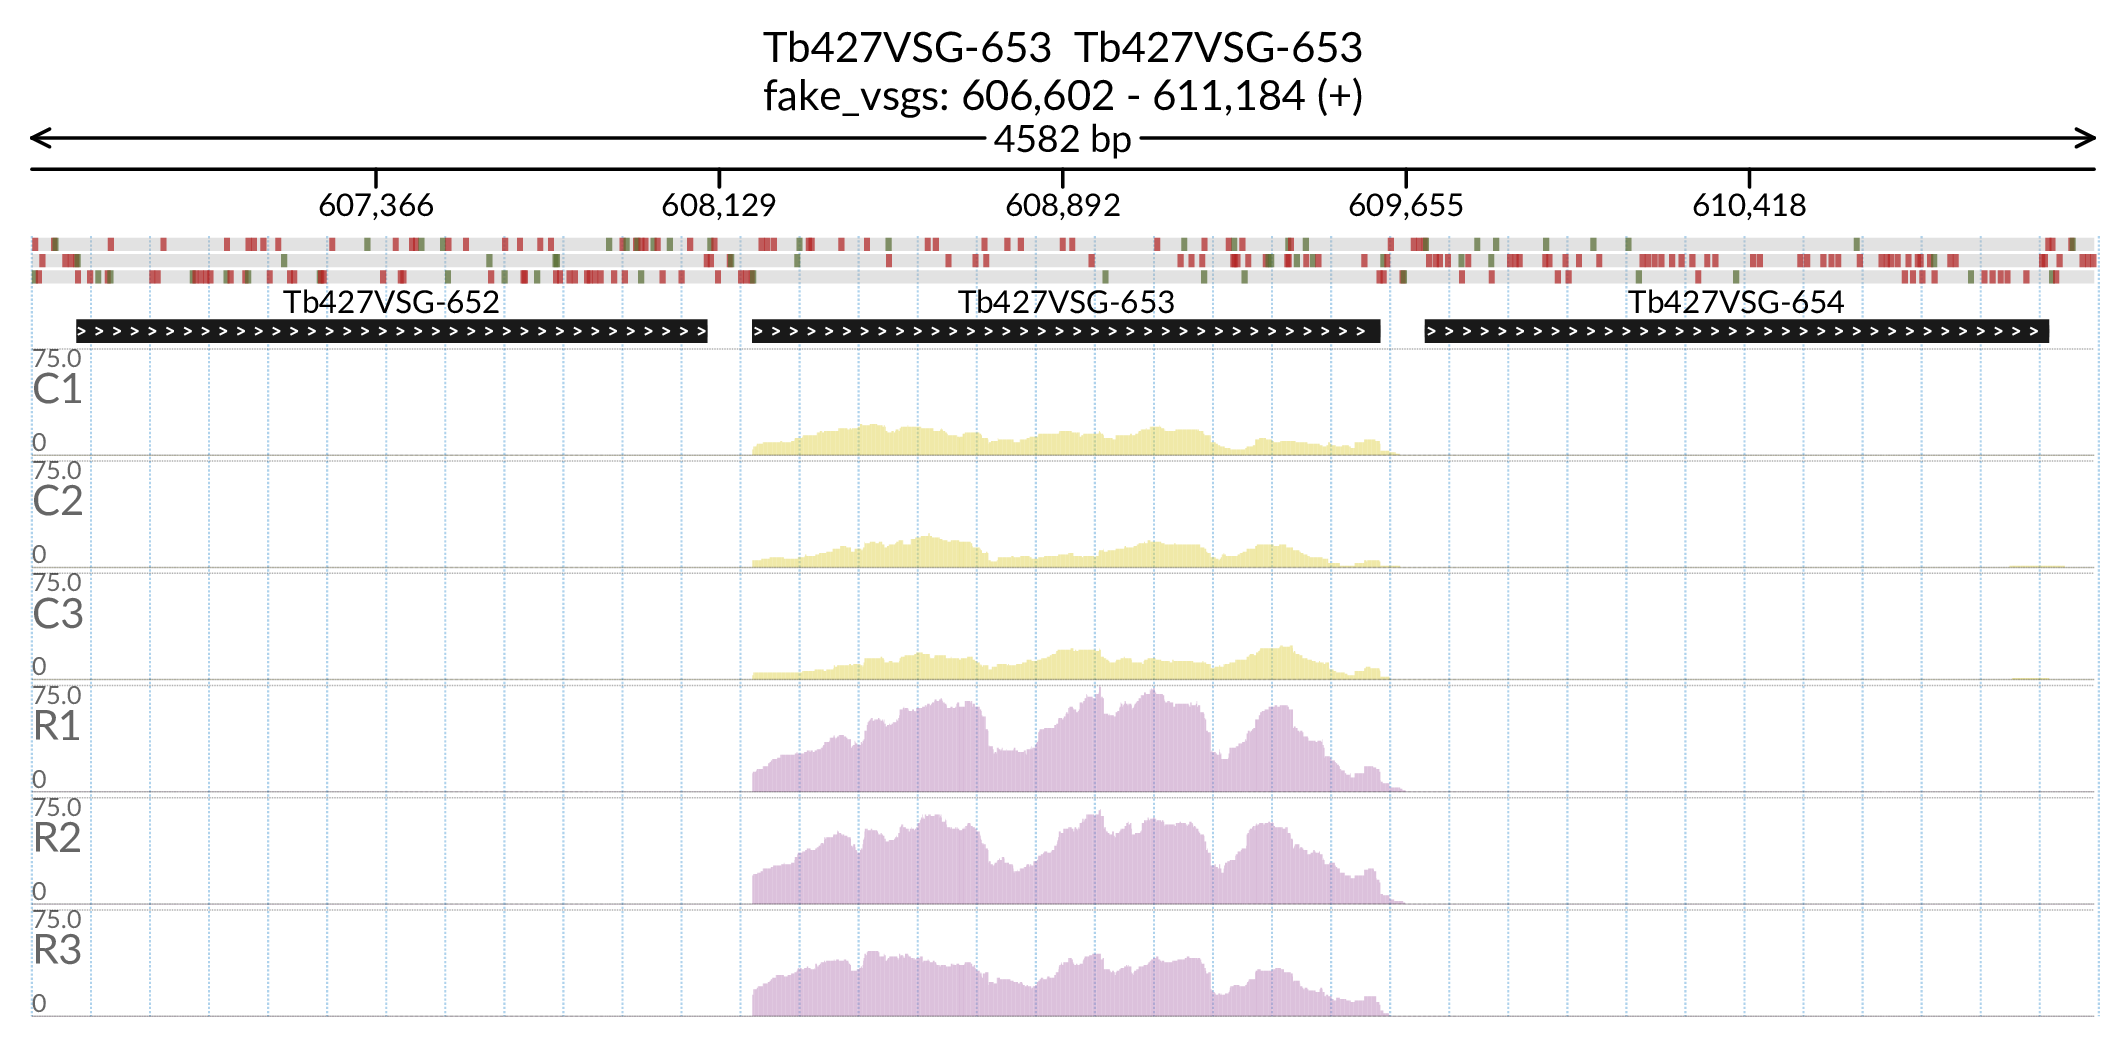 Tb427VSG-653 Tb427VSG-653
fake_vsgs: 606,602 - 611,184 (+)
4582 bp
607,366 608,129 608,892 609,655 610,418
Tb427VSG-652 Tb427VSG-653 Tb427VSG-654
75.0
C1
0
75.0
C2
0
75.0
C3
0
75.0
R1
0
75.0
R2
0
75.0
R3
0